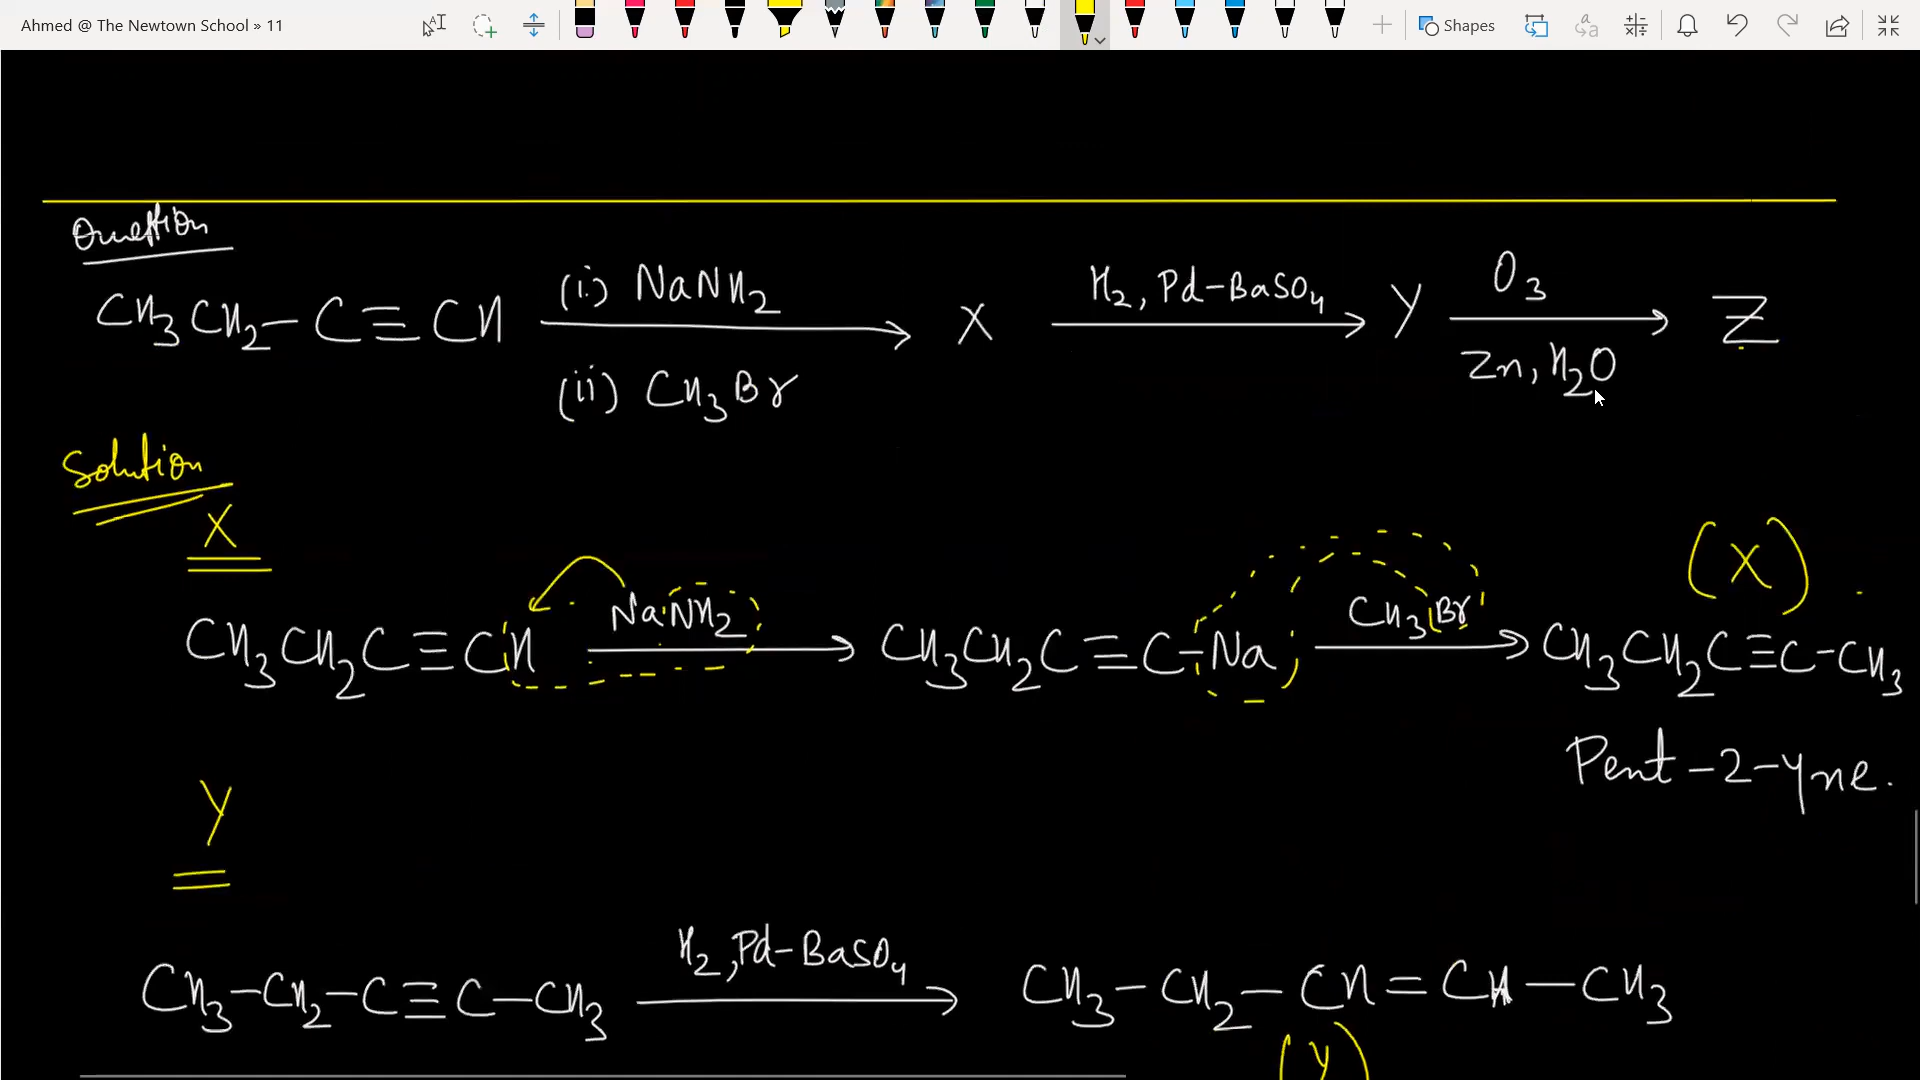 Ahmed @ The Newtown School » 11
Shapes
Question
CH₃CH₂–C≡CH (i) NaNH₂ (ii) CH₃Br X H₂, Pd–BaSO₄ Y O₃ Zn, H₂O Z
Solution
X
(X)
CH₃CH₂C≡CH NaNH₂ CH₃CH₂C≡C–Na CH₃Br CH₃CH₂C≡C–CH₃
Pent–2–yne.
Y
CH₃–CH₂–C≡C–CH₃ H₂, Pd–BaSO₄ CH₃–CH₂–CH=CH–CH₃
(Y)